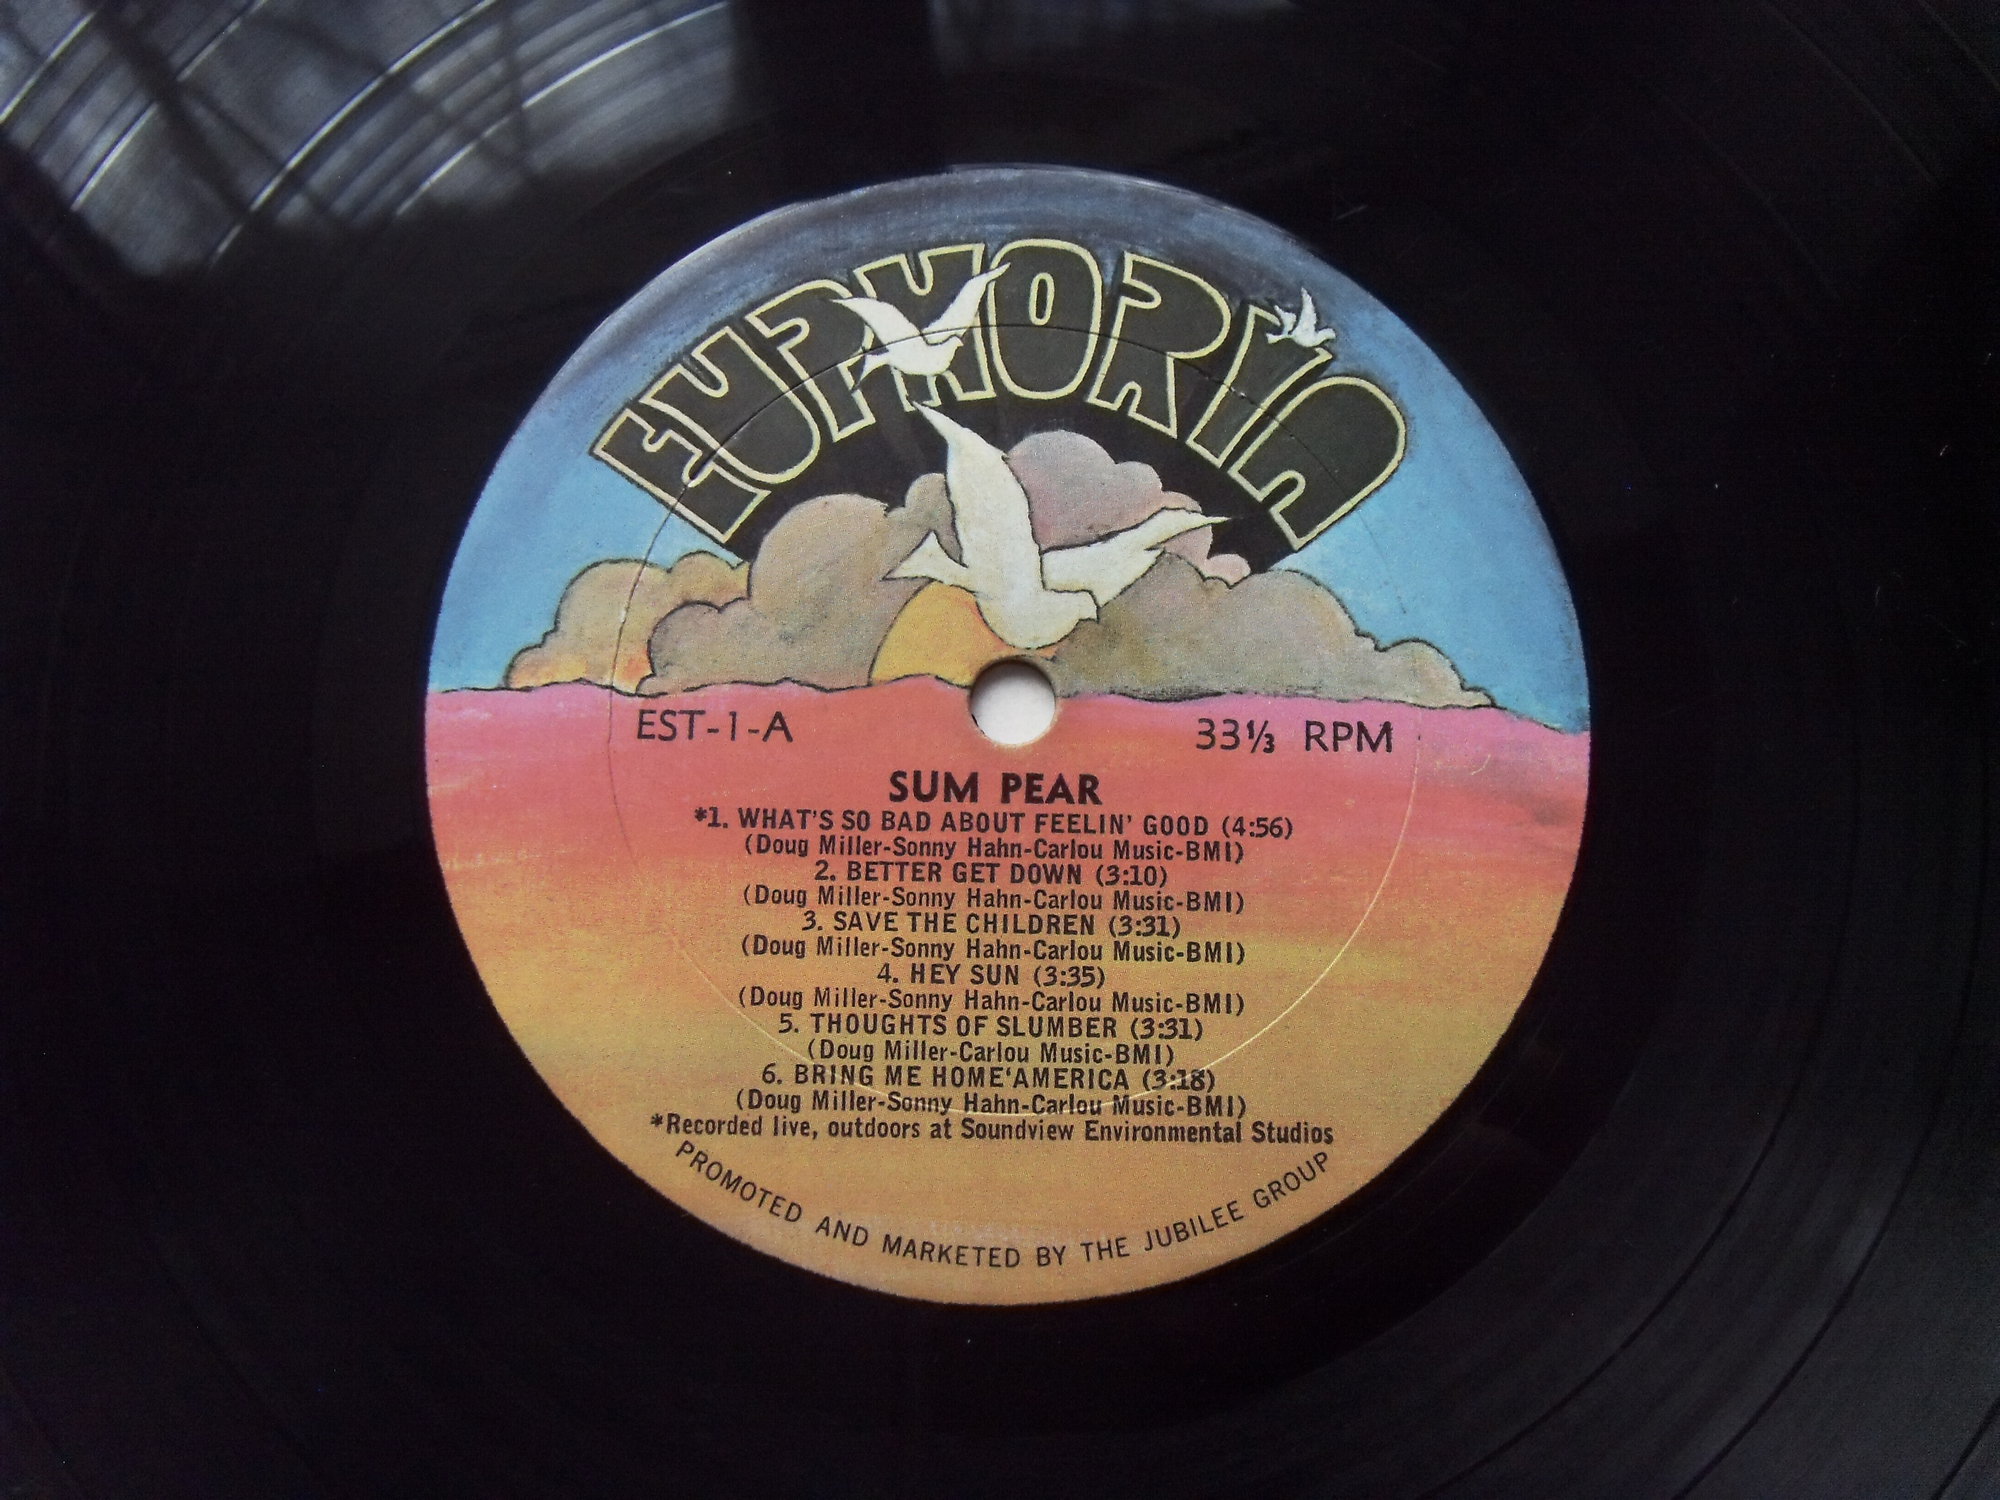 EUPHORIA
EST-1-A
33⅓ RPM
SUM PEAR
*1. WHAT'S SO BAD ABOUT FEELIN' GOOD (4:56)
(Doug Miller-Sonny Hahn-Carlou Music-BMI)
2. BETTER GET DOWN (3:10)
(Doug Miller-Sonny Hahn-Carlou Music-BMI)
3. SAVE THE CHILDREN (3:31)
(Doug Miller-Sonny Hahn-Carlou Music-BMI)
4. HEY SUN (3:35)
(Doug Miller-Sonny Hahn-Carlou Music-BMI)
5. THOUGHTS OF SLUMBER (3:31)
(Doug Miller-Carlou Music-BMI)
6. BRING ME HOME‘AMERICA (3:18)
(Doug Miller-Sonny Hahn-Carlou Music-BMI)
*Recorded live, outdoors at Soundview Environmental Studios
PROMOTED AND MARKETED BY THE JUBILEE GROUP